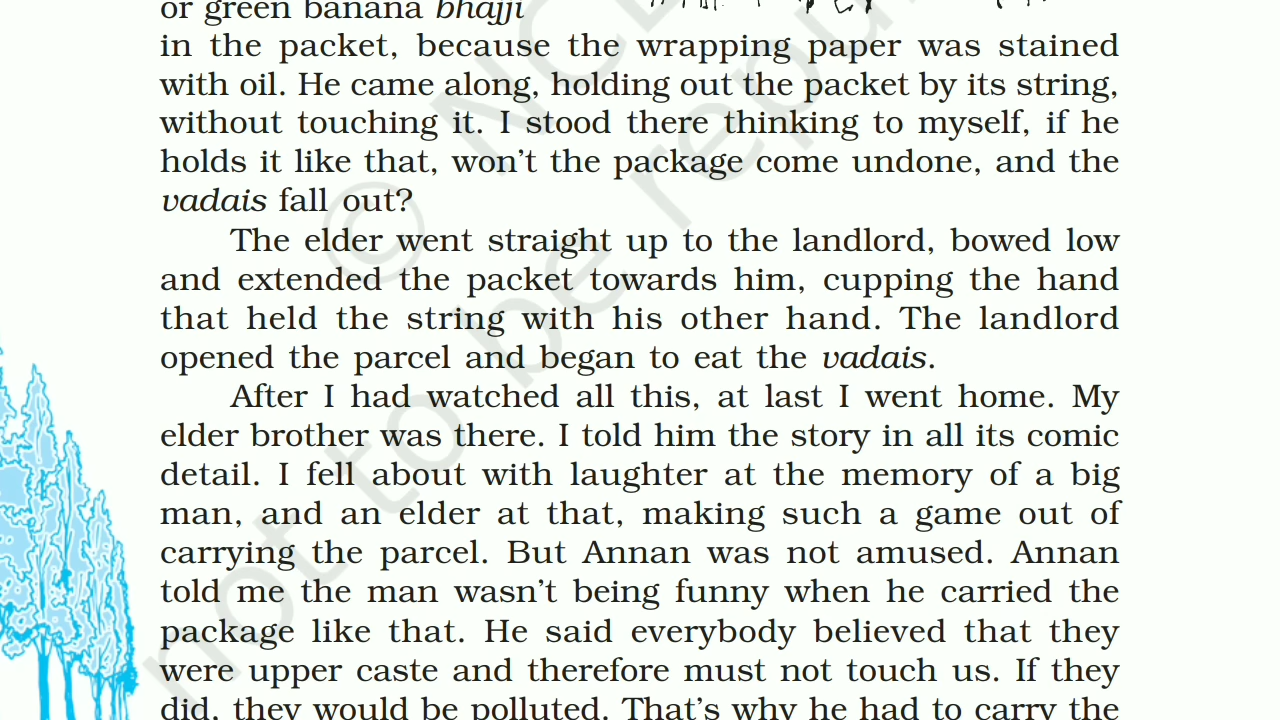 or green banana bhajji
in the packet, because the wrapping paper was stained
with oil. He came along, holding out the packet by its string,
without touching it. I stood there thinking to myself, if he
holds it like that, won’t the package come undone, and the
vadais fall out?
The elder went straight up to the landlord, bowed low
and extended the packet towards him, cupping the hand
that held the string with his other hand. The landlord
opened the parcel and began to eat the vadais.
After I had watched all this, at last I went home. My
elder brother was there. I told him the story in all its comic
detail. I fell about with laughter at the memory of a big
man, and an elder at that, making such a game out of
carrying the parcel. But Annan was not amused. Annan
told me the man wasn’t being funny when he carried the
package like that. He said everybody believed that they
were upper caste and therefore must not touch us. If they
did, they would be polluted. That’s why he had to carry the
© NCE
not to be repu